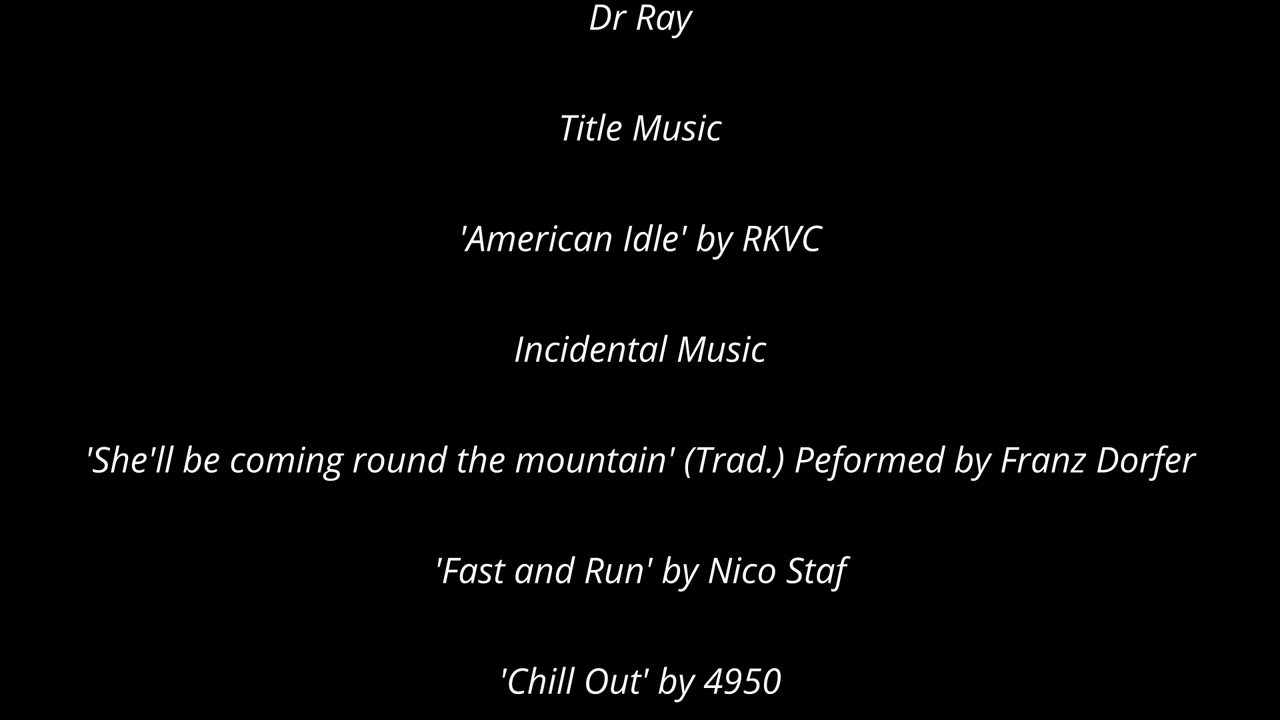 Dr Ray
Title Music
'American Idle' by RKVC
Incidental Music
'She'll be coming round the mountain' (Trad.) Peformed by Franz Dorfer
'Fast and Run' by Nico Staf
'Chill Out' by 4950